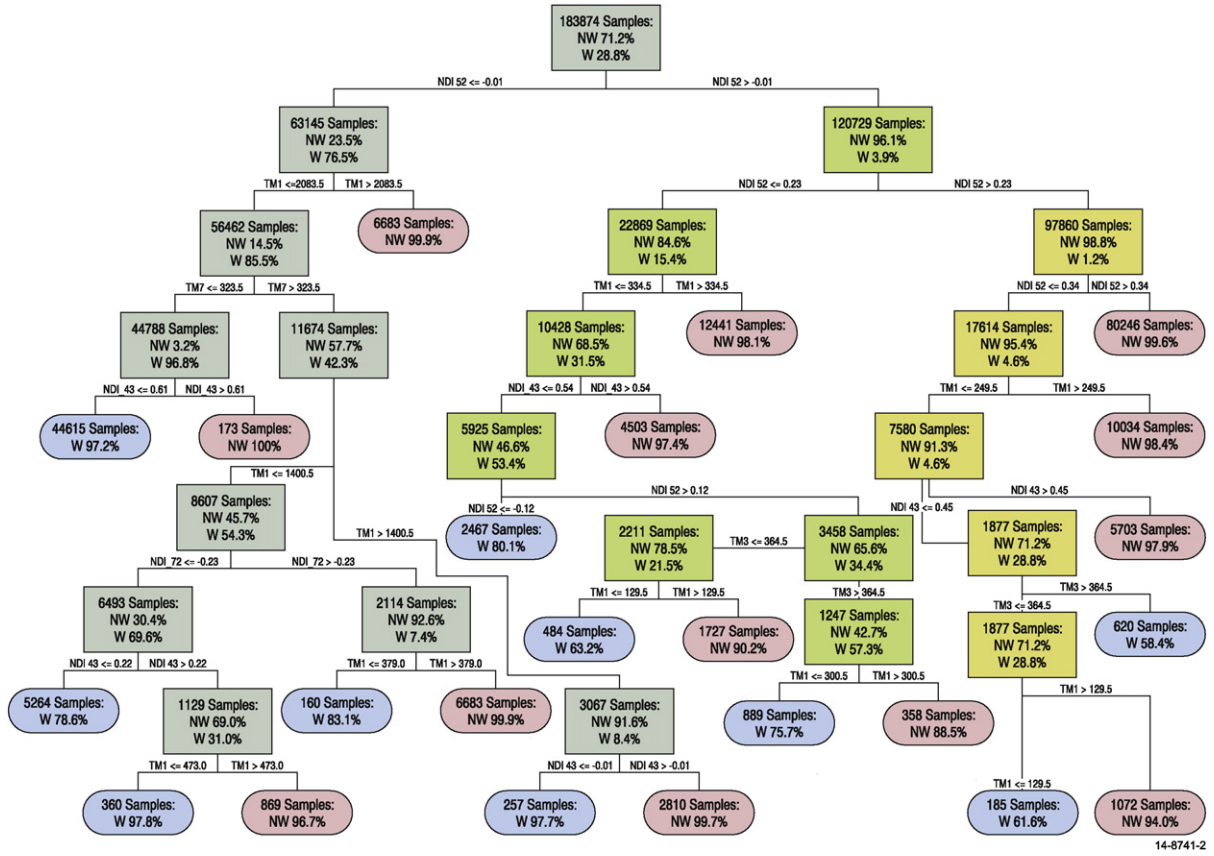 183874 Samples:
NW 71.2%
W 28.8%
NDI 52 <= -0.01
NDI 52 > -0.01
63145 Samples:
NW 23.5%
W 76.5%
120729 Samples:
NW 96.1%
W 3.9%
TM1 <=2083.5
TM1 > 2083.5
NDI 52 <= 0.23
NDI 52 > 0.23
56462 Samples:
NW 14.5%
W 85.5%
6683 Samples:
NW 99.9%
22869 Samples:
NW 84.6%
W 15.4%
97860 Samples:
NW 98.8%
W 1.2%
TM7 <= 323.5
TM7 > 323.5
TM1 <= 334.5
TM1 > 334.5
NDI 52 <= 0.34
NDI 52 > 0.34
44788 Samples:
NW 3.2%
W 96.8%
11674 Samples:
NW 57.7%
W 42.3%
10428 Samples:
NW 68.5%
W 31.5%
12441 Samples:
NW 98.1%
17614 Samples:
NW 95.4%
W 4.6%
80246 Samples:
NW 99.6%
NDI_43 <= 0.61
NDI_43 > 0.61
NDI_43 <= 0.54
NDI_43 > 0.54
TM1 <= 249.5
TM1 > 249.5
44615 Samples:
W 97.2%
173 Samples:
NW 100%
5925 Samples:
NW 46.6%
W 53.4%
4503 Samples:
NW 97.4%
7580 Samples:
NW 91.3%
W 4.6%
10034 Samples:
NW 98.4%
TM1 <= 1400.5
TM1 > 1400.5
NDI 52 <= -0.12
NDI 52 > 0.12
NDI 43 <= 0.45
NDI 43 > 0.45
8607 Samples:
NW 45.7%
W 54.3%
2467 Samples:
W 80.1%
2211 Samples:
NW 78.5%
W 21.5%
TM3 <= 364.5
3458 Samples:
NW 65.6%
W 34.4%
1877 Samples:
NW 71.2%
W 28.8%
5703 Samples:
NW 97.9%
NDI_72 <= -0.23
NDI_72 > -0.23
TM1 <= 129.5
TM1 > 129.5
TM3 > 364.5
TM3 <= 364.5
TM3 > 364.5
6493 Samples:
NW 30.4%
W 69.6%
2114 Samples:
NW 92.6%
W 7.4%
484 Samples:
W 63.2%
1727 Samples:
NW 90.2%
1247 Samples:
NW 42.7%
W 57.3%
1877 Samples:
NW 71.2%
W 28.8%
620 Samples:
W 58.4%
NDI 43 <= 0.22
NDI 43 > 0.22
TM1 <= 379.0
TM1 > 379.0
TM1 <= 300.5
TM1 > 300.5
TM1 > 129.5
5264 Samples:
W 78.6%
1129 Samples:
NW 69.0%
W 31.0%
160 Samples:
W 83.1%
6683 Samples:
NW 99.9%
3067 Samples:
NW 91.6%
W 8.4%
889 Samples:
W 75.7%
358 Samples:
NW 88.5%
TM1 <= 473.0
TM1 > 473.0
NDI 43 <= -0.01
NDI 43 > -0.01
TM1 <= 129.5
360 Samples:
W 97.8%
869 Samples:
NW 96.7%
257 Samples:
W 97.7%
2810 Samples:
NW 99.7%
185 Samples:
W 61.6%
1072 Samples:
NW 94.0%
14-8741-2